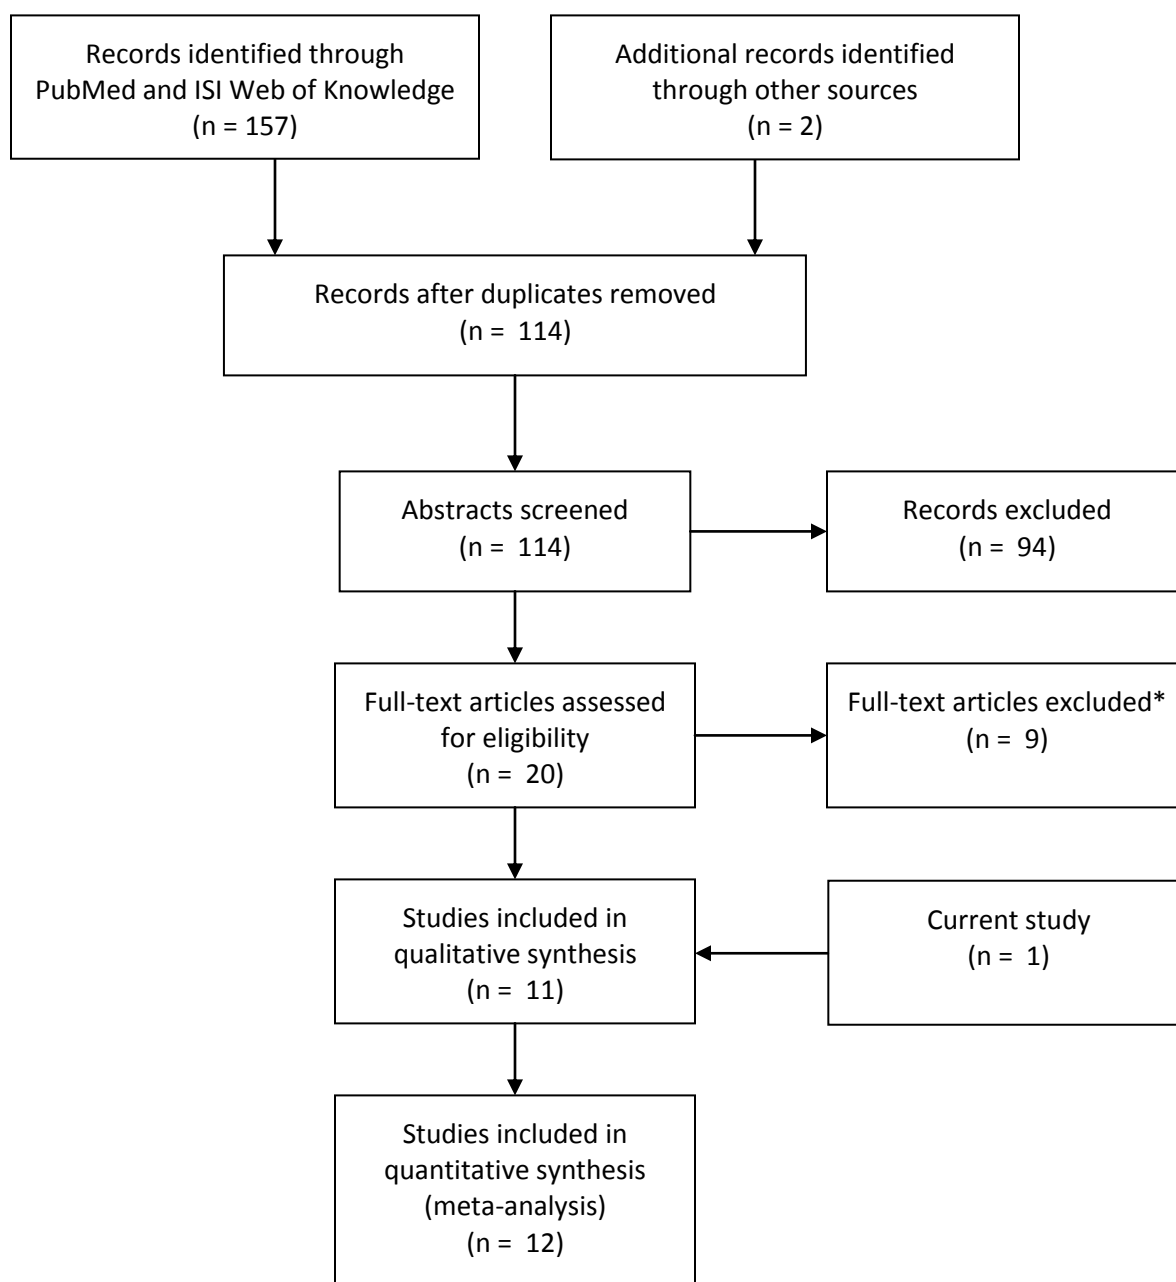 Records identified through
PubMed and ISI Web of Knowledge
(n = 157)
Additional records identified
through other sources
(n = 2)
Records after duplicates removed
(n =  114)
Abstracts screened
(n =  114)
Records excluded
(n =  94)
Full-text articles assessed
for eligibility
(n =  20)
Full-text articles excluded*
(n =  9)
Studies included in
qualitative synthesis
(n =  11)
Current study
(n =  1)
Studies included in
quantitative synthesis
(meta-analysis)
(n =  12)